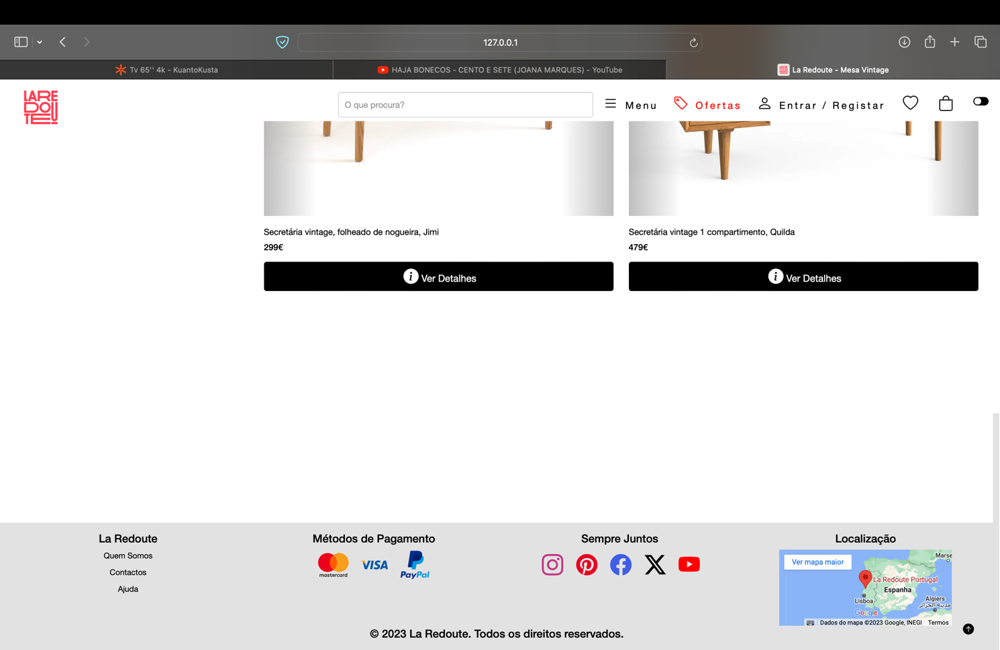 127.0.0.1
Tv 65'' 4k - KuantoKusta
HAJA BONECOS - CENTO E SETE (JOANA MARQUES) - YouTube
La Redoute - Mesa Vintage
LA REDOUTE
O que procura?
Menu
Ofertas
Entrar / Registar
Secretária vintage, folheado de nogueira, Jimi
299€
Ver Detalhes
Secretária vintage 1 compartimento, Quilda
479€
Ver Detalhes
La Redoute
Quem Somos
Contactos
Ajuda
Métodos de Pagamento
mastercard
VISA
PayPal
Sempre Juntos
Localização
Ver mapa maior
Marse
La Redoute Portugal
Espanha
Lisboa
Algiers
مدينة الجزائر
Google
Dados do mapa ©2023 Google, INEGI
Termos
© 2023 La Redoute. Todos os direitos reservados.